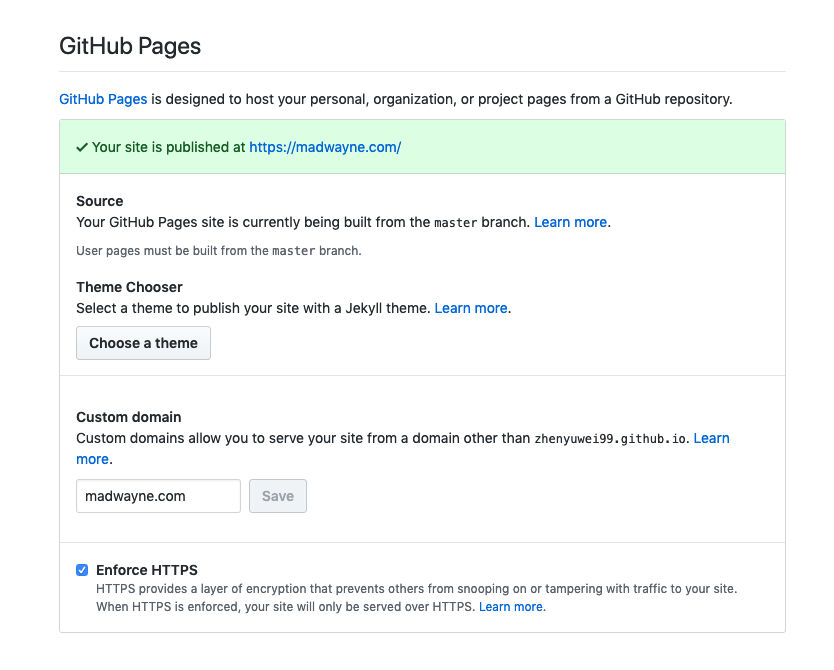 GitHub Pages
GitHub Pages is designed to host your personal, organization, or project pages from a GitHub repository.
✓ Your site is published at https://madwayne.com/
Source
Your GitHub Pages site is currently being built from the master branch. Learn more.
User pages must be built from the master branch.
Theme Chooser
Select a theme to publish your site with a Jekyll theme. Learn more.
Choose a theme
Custom domain
Custom domains allow you to serve your site from a domain other than zhenyuwei99.github.io. Learn
more.
madwayne.com Save
Enforce HTTPS
HTTPS provides a layer of encryption that prevents others from snooping on or tampering with traffic to your site.
When HTTPS is enforced, your site will only be served over HTTPS. Learn more.